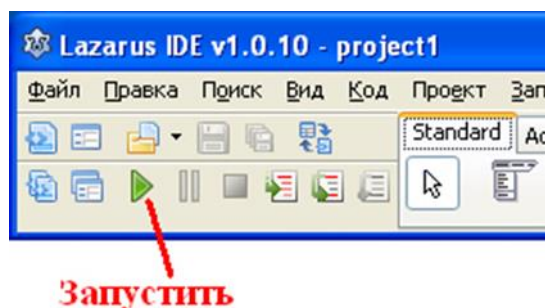 Lazarus IDE v1.0.10 - project1
Файл Правка Поиск Вид Код Проект
Standard
Запустить